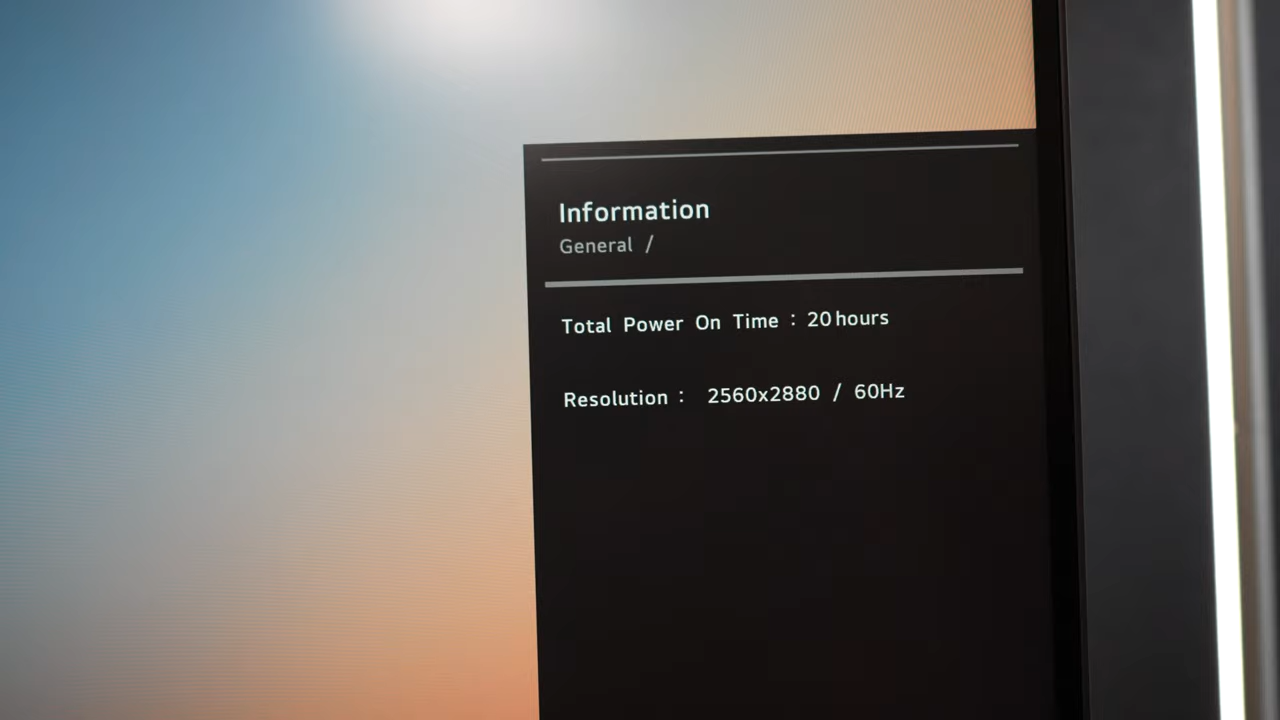 Information
General /
Total Power On Time : 20 hours
Resolution : 2560x2880 / 60Hz